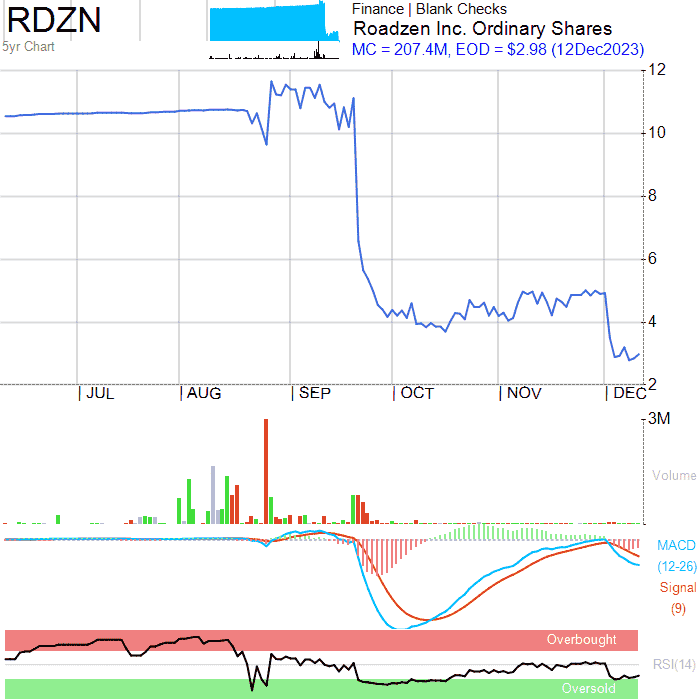 RDZN
5yr Chart
Finance | Blank Checks
Roadzen Inc. Ordinary Shares
MC = 207.4M, EOD = $2.98 (12Dec2023)
12
10
8
6
4
2
| JUL | AUG | SEP | OCT | NOV | DEC
3M
Volume
MACD
(12-26)
Signal
(9)
Overbought
RSI(14)
Oversold